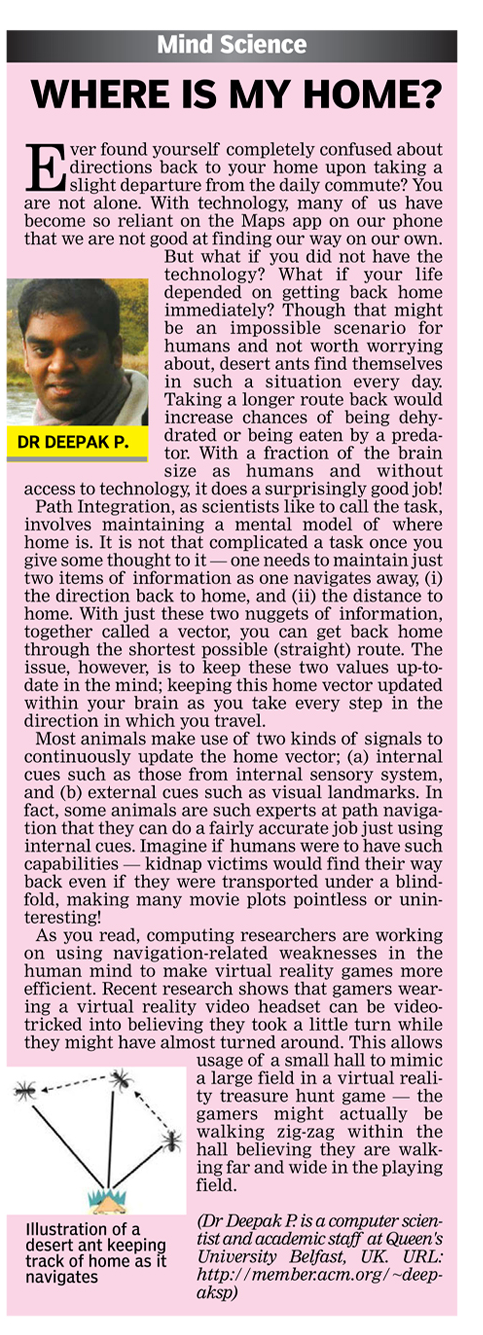 Mind Science
WHERE IS MY HOME?
Ever found yourself completely confused about
directions back to your home upon taking a
slight departure from the daily commute? You
are not alone. With technology, many of us have
become so reliant on the Maps app on our phone
that we are not good at finding our way on our own.
But what if you did not have the
technology? What if your life
depended on getting back home
immediately? Though that might
be an impossible scenario for
humans and not worth worrying
about, desert ants find themselves
in such a situation every day.
Taking a longer route back would
increase chances of being dehy-
drated or being eaten by a preda-
tor. With a fraction of the brain
size as humans and without
access to technology, it does a surprisingly good job!
DR DEEPAK P.
Path Integration, as scientists like to call the task,
involves maintaining a mental model of where
home is. It is not that complicated a task once you
give some thought to it — one needs to maintain just
two items of information as one navigates away, (i)
the direction back to home, and (ii) the distance to
home. With just these two nuggets of information,
together called a vector, you can get back home
through the shortest possible (straight) route. The
issue, however, is to keep these two values up-to-
date in the mind; keeping this home vector updated
within your brain as you take every step in the
direction in which you travel.
Most animals make use of two kinds of signals to
continuously update the home vector; (a) internal
cues such as those from internal sensory system,
and (b) external cues such as visual landmarks. In
fact, some animals are such experts at path naviga-
tion that they can do a fairly accurate job just using
internal cues. Imagine if humans were to have such
capabilities — kidnap victims would find their way
back even if they were transported under a blind-
fold, making many movie plots pointless or unin-
teresting!
As you read, computing researchers are working
on using navigation-related weaknesses in the
human mind to make virtual reality games more
efficient. Recent research shows that gamers wear-
ing a virtual reality video headset can be video-
tricked into believing they took a little turn while
they might have almost turned around. This allows
usage of a small hall to mimic
a large field in a virtual reali-
ty treasure hunt game — the
gamers might actually be
walking zig-zag within the
hall believing they are walk-
ing far and wide in the playing
field.
Illustration of a
desert ant keeping
track of home as it
navigates
(Dr Deepak P. is a computer scien-
tist and academic staff at Queen's
University Belfast, UK. URL:
http://member.acm.org/~deep-
aksp)